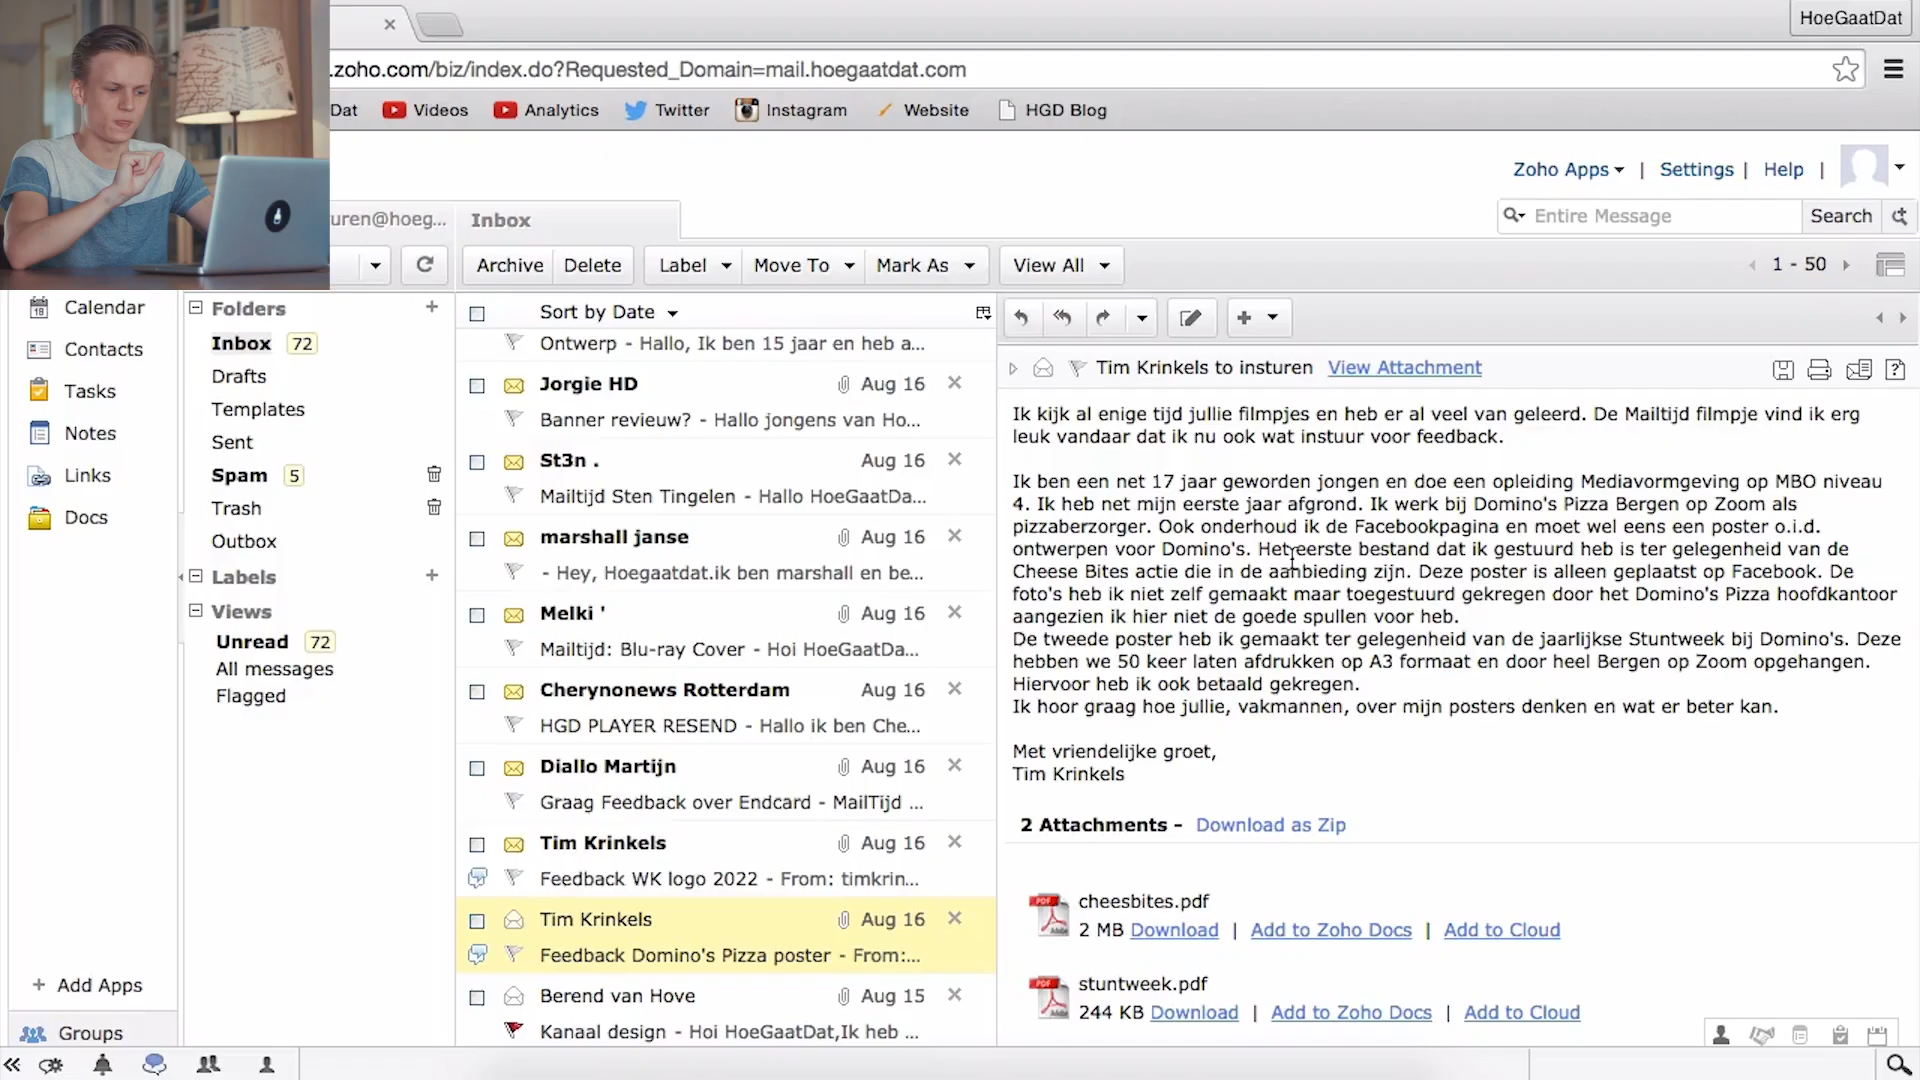 HoeGaatDat
.zoho.com/biz/index.do?Requested_Domain=mail.hoegaatdat.com
Dat Videos Analytics Twitter Instagram Website HGD Blog
Zoho Apps | Settings | Help |
uren@hoeg... Inbox
Entire Message Search
Archive Delete Label Move To Mark As View All 1 - 50
Calendar
Contacts
Tasks
Notes
Links
Docs
+ Add Apps
Groups
Folders +
Inbox 72
Drafts
Templates
Sent
Spam 5
Trash
Outbox
Labels +
Views
Unread 72
All messages
Flagged
Sort by Date
Ontwerp - Hallo, Ik ben 15 jaar en heb a...
Jorgie HD Aug 16
Banner revieuw? - Hallo jongens van Ho...
St3n . Aug 16
Mailtijd Sten Tingelen - Hallo HoeGaatDa...
marshall janse Aug 16
- Hey, Hoegaatdat.ik ben marshall en be...
Melki ' Aug 16
Mailtijd: Blu-ray Cover - Hoi HoeGaatDa...
Cherynonews Rotterdam Aug 16
HGD PLAYER RESEND - Hallo ik ben Che...
Diallo Martijn Aug 16
Graag Feedback over Endcard - MailTijd ...
Tim Krinkels Aug 16
Feedback WK logo 2022 - From: timkrin...
Tim Krinkels Aug 16
Feedback Domino's Pizza poster - From:...
Berend van Hove Aug 15
Kanaal design - Hoi HoeGaatDat,Ik heb ...
Tim Krinkels to insturen View Attachment
Ik kijk al enige tijd jullie filmpjes en heb er al veel van geleerd. De Mailtijd filmpje vind ik erg
leuk vandaar dat ik nu ook wat instuur voor feedback.
Ik ben een net 17 jaar geworden jongen en doe een opleiding Mediavormgeving op MBO niveau
4. Ik heb net mijn eerste jaar afgrond. Ik werk bij Domino's Pizza Bergen op Zoom als
pizzaberzorger. Ook onderhoud ik de Facebookpagina en moet wel eens een poster o.i.d.
ontwerpen voor Domino's. Het eerste bestand dat ik gestuurd heb is ter gelegenheid van de
Cheese Bites actie die in de aanbieding zijn. Deze poster is alleen geplaatst op Facebook. De
foto's heb ik niet zelf gemaakt maar toegestuurd gekregen door het Domino's Pizza hoofdkantoor
aangezien ik hier niet de goede spullen voor heb.
De tweede poster heb ik gemaakt ter gelegenheid van de jaarlijkse Stuntweek bij Domino's. Deze
hebben we 50 keer laten afdrukken op A3 formaat en door heel Bergen op Zoom opgehangen.
Hiervoor heb ik ook betaald gekregen.
Ik hoor graag hoe jullie, vakmannen, over mijn posters denken en wat er beter kan.
Met vriendelijke groet,
Tim Krinkels
2 Attachments - Download as Zip
cheesbites.pdf
2 MB Download | Add to Zoho Docs | Add to Cloud
stuntweek.pdf
244 KB Download | Add to Zoho Docs | Add to Cloud